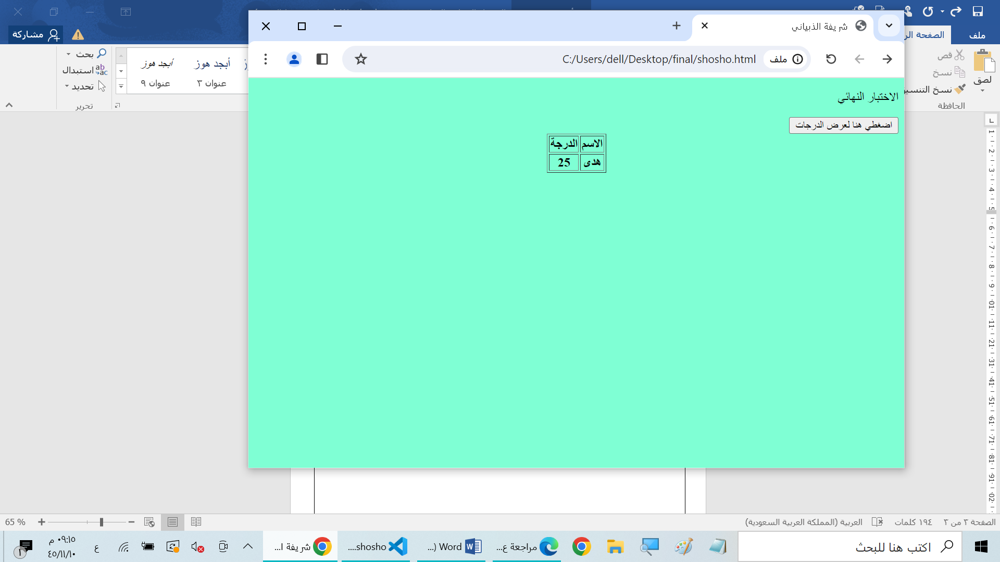 ملف
الصفحة الر
مشاركة
شريفة الذبياني
ملف
C:/Users/dell/Desktop/final/shosho.html
لصق
قص
نسخ
نسخ التنسيق
الحافظة
أبجد هوز
أبجد هوز
عنوان ٣
عنوان ٩
بحث
استبدال
تحديد
تحرير
الاختبار النهائي
اضغطي هنا لعرض الدرجات
الاسم الدرجة
هدى 25
الصفحة ٢ من ٢
١٩٤ كلمات
العربية (المملكة العربية السعودية)
65 %
اكتب هنا للبحث
مراجعة ع...
Word (...
shosho....
شريفة ا...
ع
٠٩:١٥ م
٤٥/١١/١٠
١